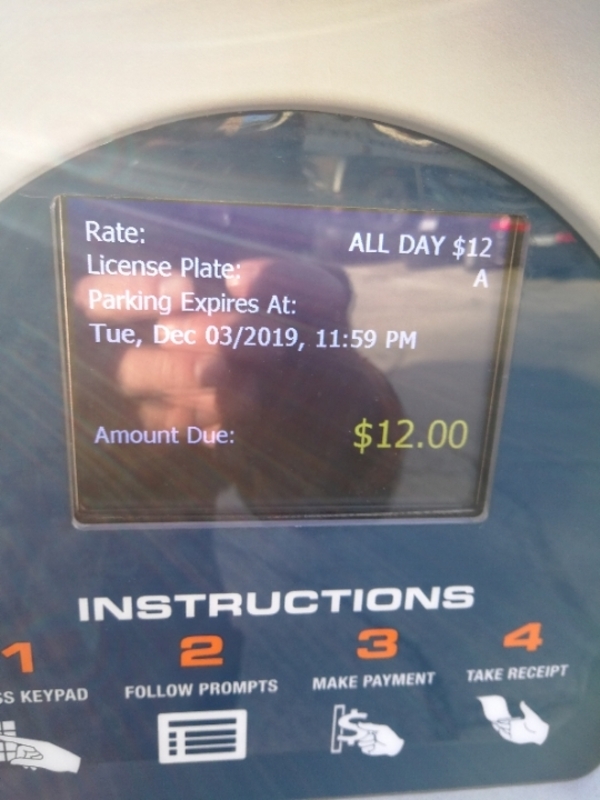 Rate: ALL DAY $12
License Plate: A
Parking Expires At:
Tue, Dec 03/2019, 11:59 PM
Amount Due: $12.00
INSTRUCTIONS
1 2 3 4
SS KEYPAD FOLLOW PROMPTS MAKE PAYMENT TAKE RECEIPT